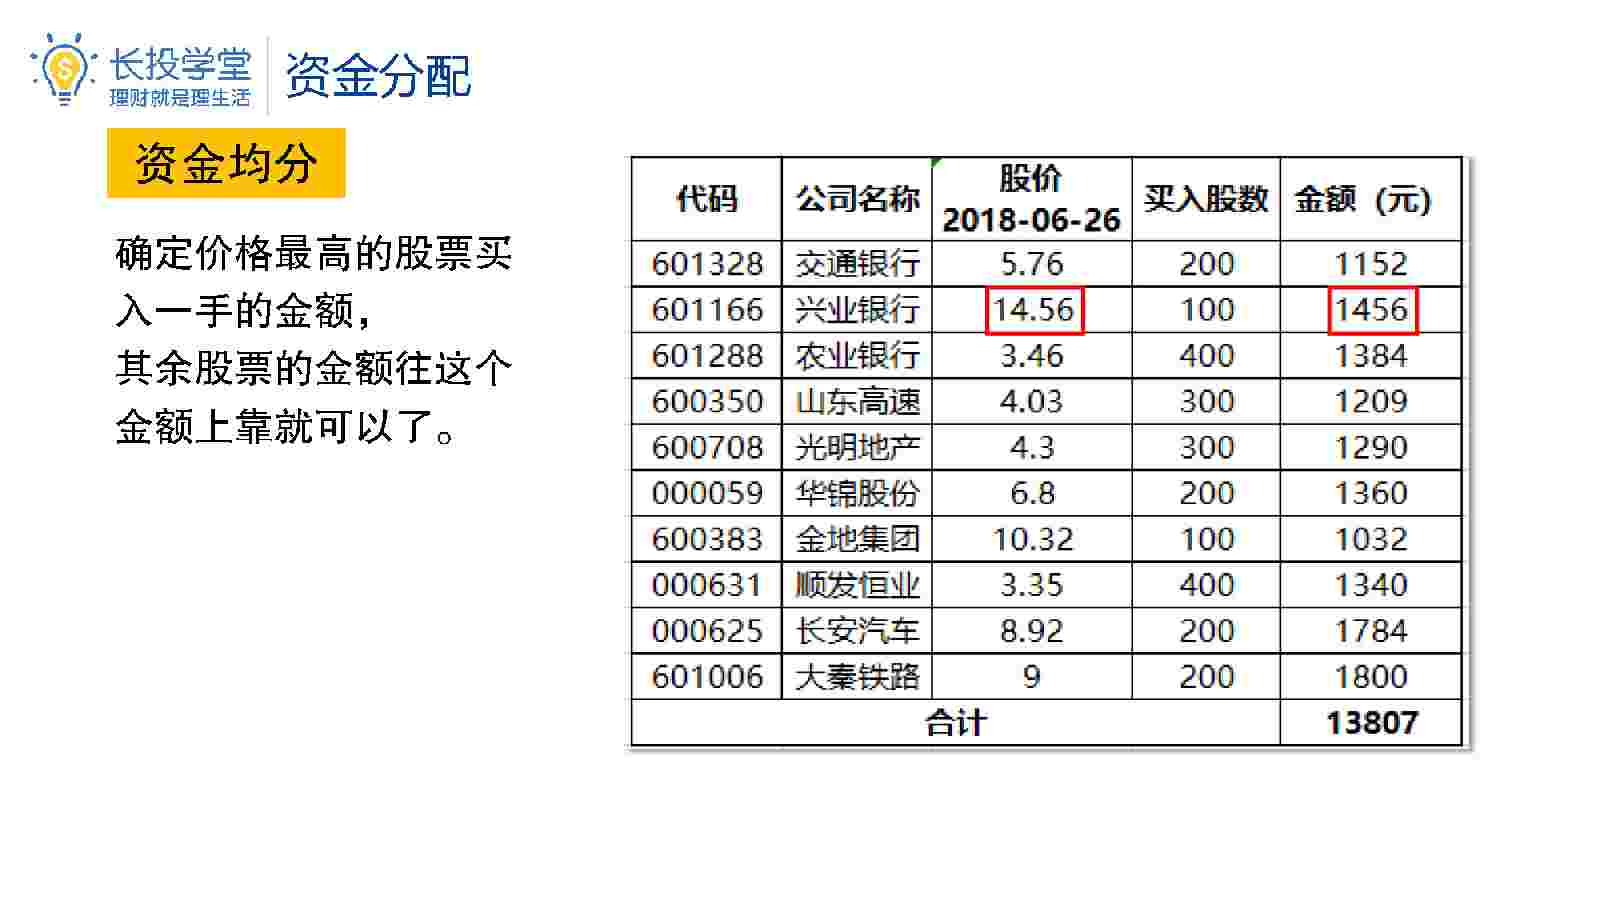 长投学堂
理财就是理生活
资金分配
资金均分
确定价格最高的股票买
入一手的金额，
其余股票的金额往这个
金额上靠就可以了。
代码 公司名称 股价 2018-06-26 买入股数 金额（元）
601328 交通银行 5.76 200 1152
601166 兴业银行 14.56 100 1456
601288 农业银行 3.46 400 1384
600350 山东高速 4.03 300 1209
600708 光明地产 4.3 300 1290
000059 华锦股份 6.8 200 1360
600383 金地集团 10.32 100 1032
000631 顺发恒业 3.35 400 1340
000625 长安汽车 8.92 200 1784
601006 大秦铁路 9 200 1800
合计 13807